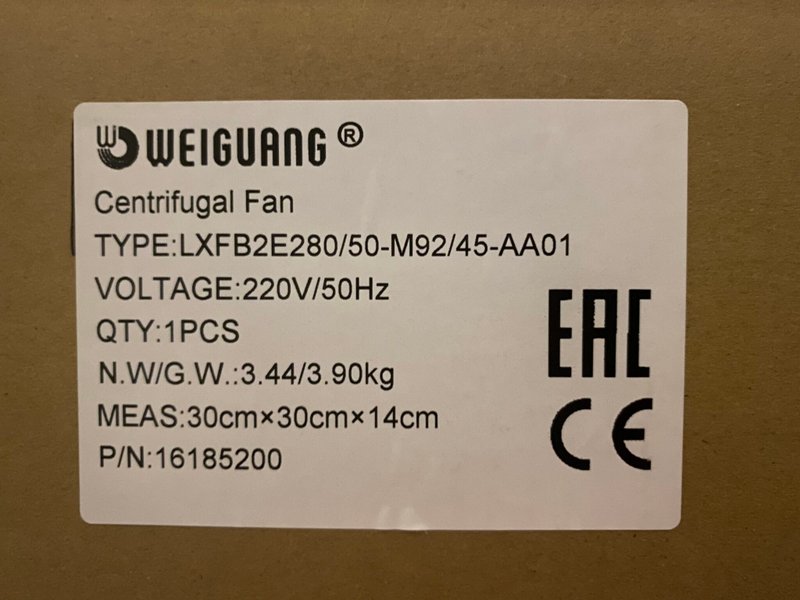 WEIGUANG ®
Centrifugal Fan
TYPE:LXFB2E280/50-M92/45-AA01
VOLTAGE:220V/50Hz
QTY:1PCS
N.W/G.W.:3.44/3.90kg
MEAS:30cm×30cm×14cm
P/N:16185200
EAC
CE